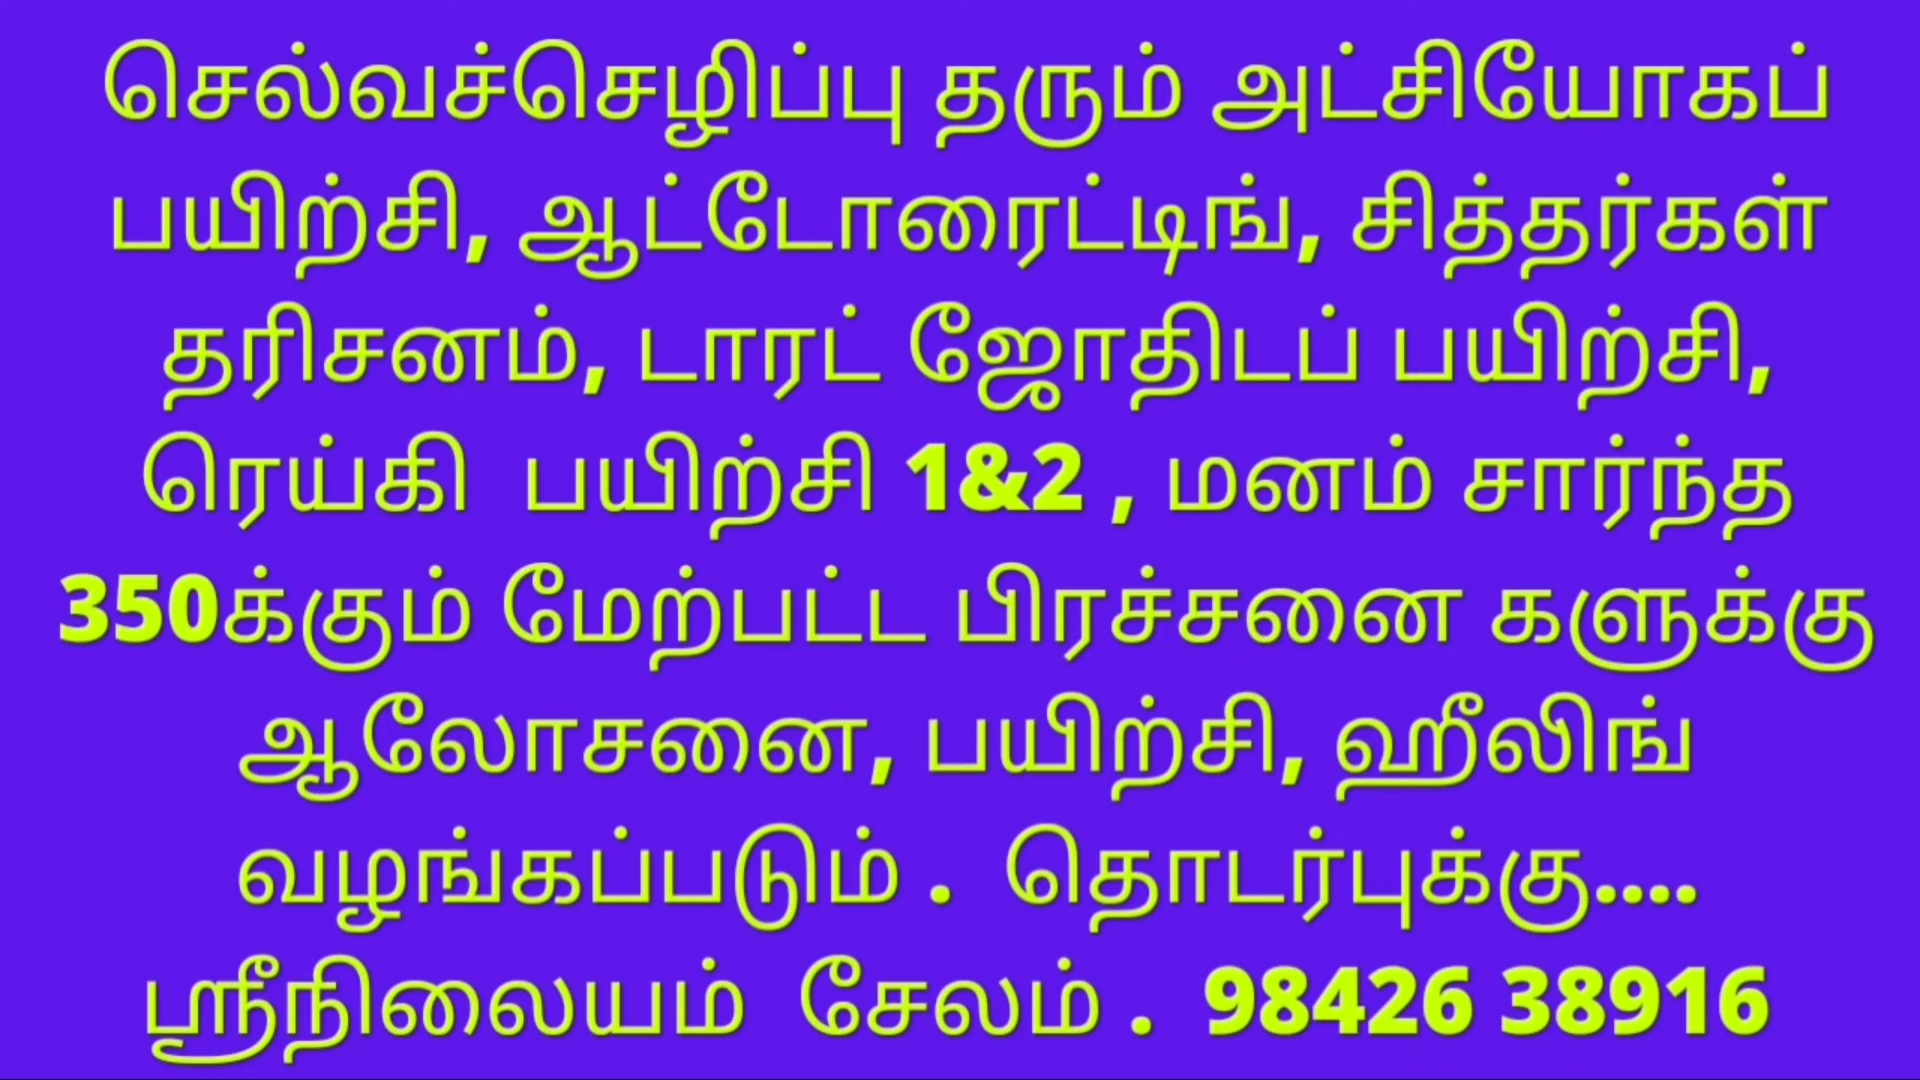 செல்வச்செழிப்பு தரும் அட்சியோகப்
பயிற்சி, ஆட்டோரைட்டிங், சித்தர்கள்
தரிசனம், டாரட் ஜோதிடப் பயிற்சி,
ரெய்கி  பயிற்சி 1&2 , மனம் சார்ந்த
350க்கும் மேற்பட்ட பிரச்சனை களுக்கு
ஆலோசனை, பயிற்சி, ஹீலிங்
வழங்கப்படும் .  தொடர்புக்கு....
ஸ்ரீநிலையம்  சேலம் .  98426 38916